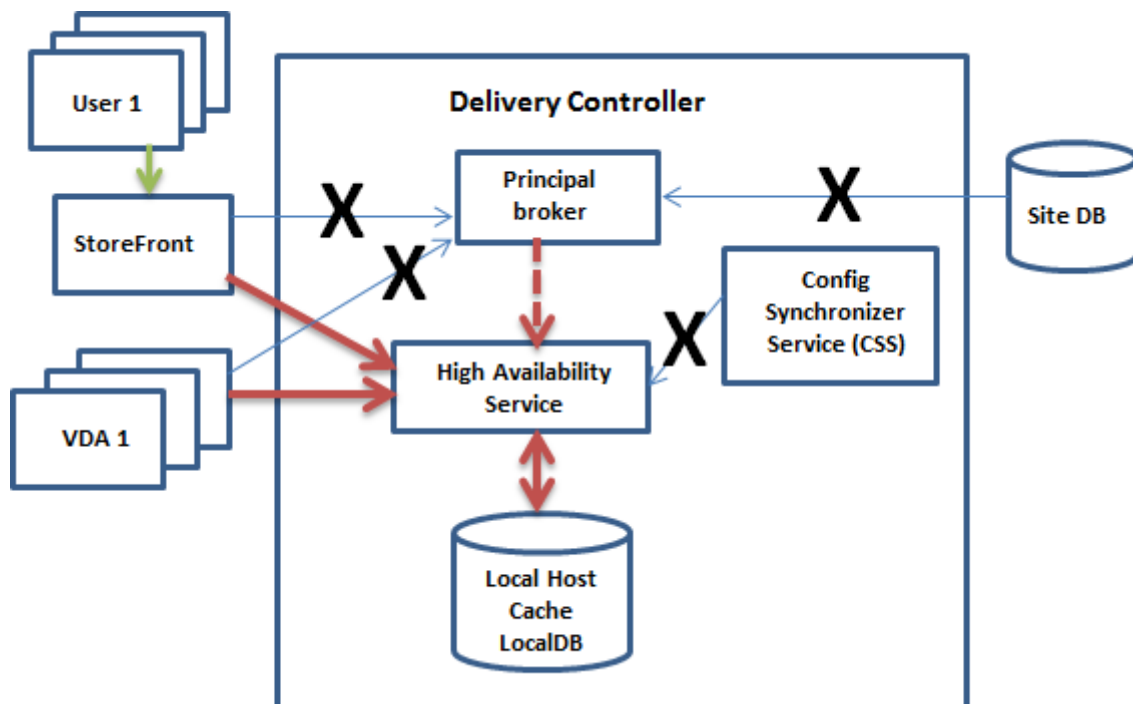 User 1
Delivery Controller
Principal
broker
X
X
Site DB
StoreFront
X
Config
Synchronizer
Service (CSS)
X
High Availability
Service
VDA 1
Local Host
Cache
LocalDB